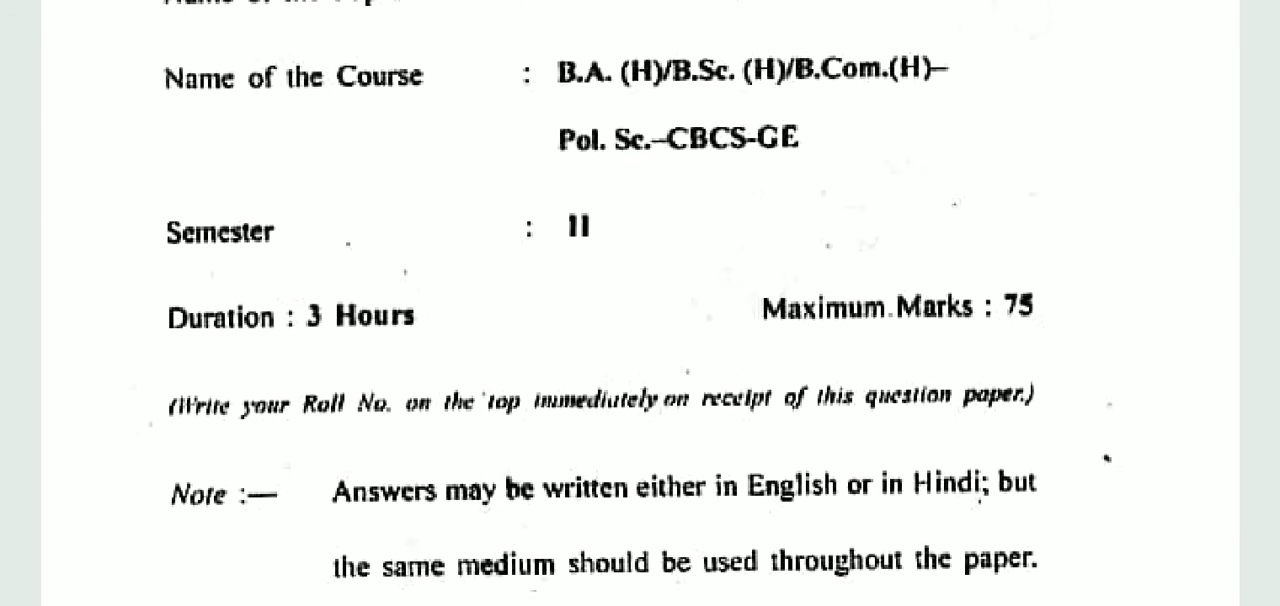 Name of the Course : B.A. (H)/B.Sc. (H)/B.Com.(H)–
Pol. Sc.–CBCS-GE
Semester : II
Duration : 3 Hours Maximum Marks : 75
(Write your Roll No. on the top immediately on receipt of this question paper.)
Note :— Answers may be written either in English or in Hindi; but
the same medium should be used throughout the paper.